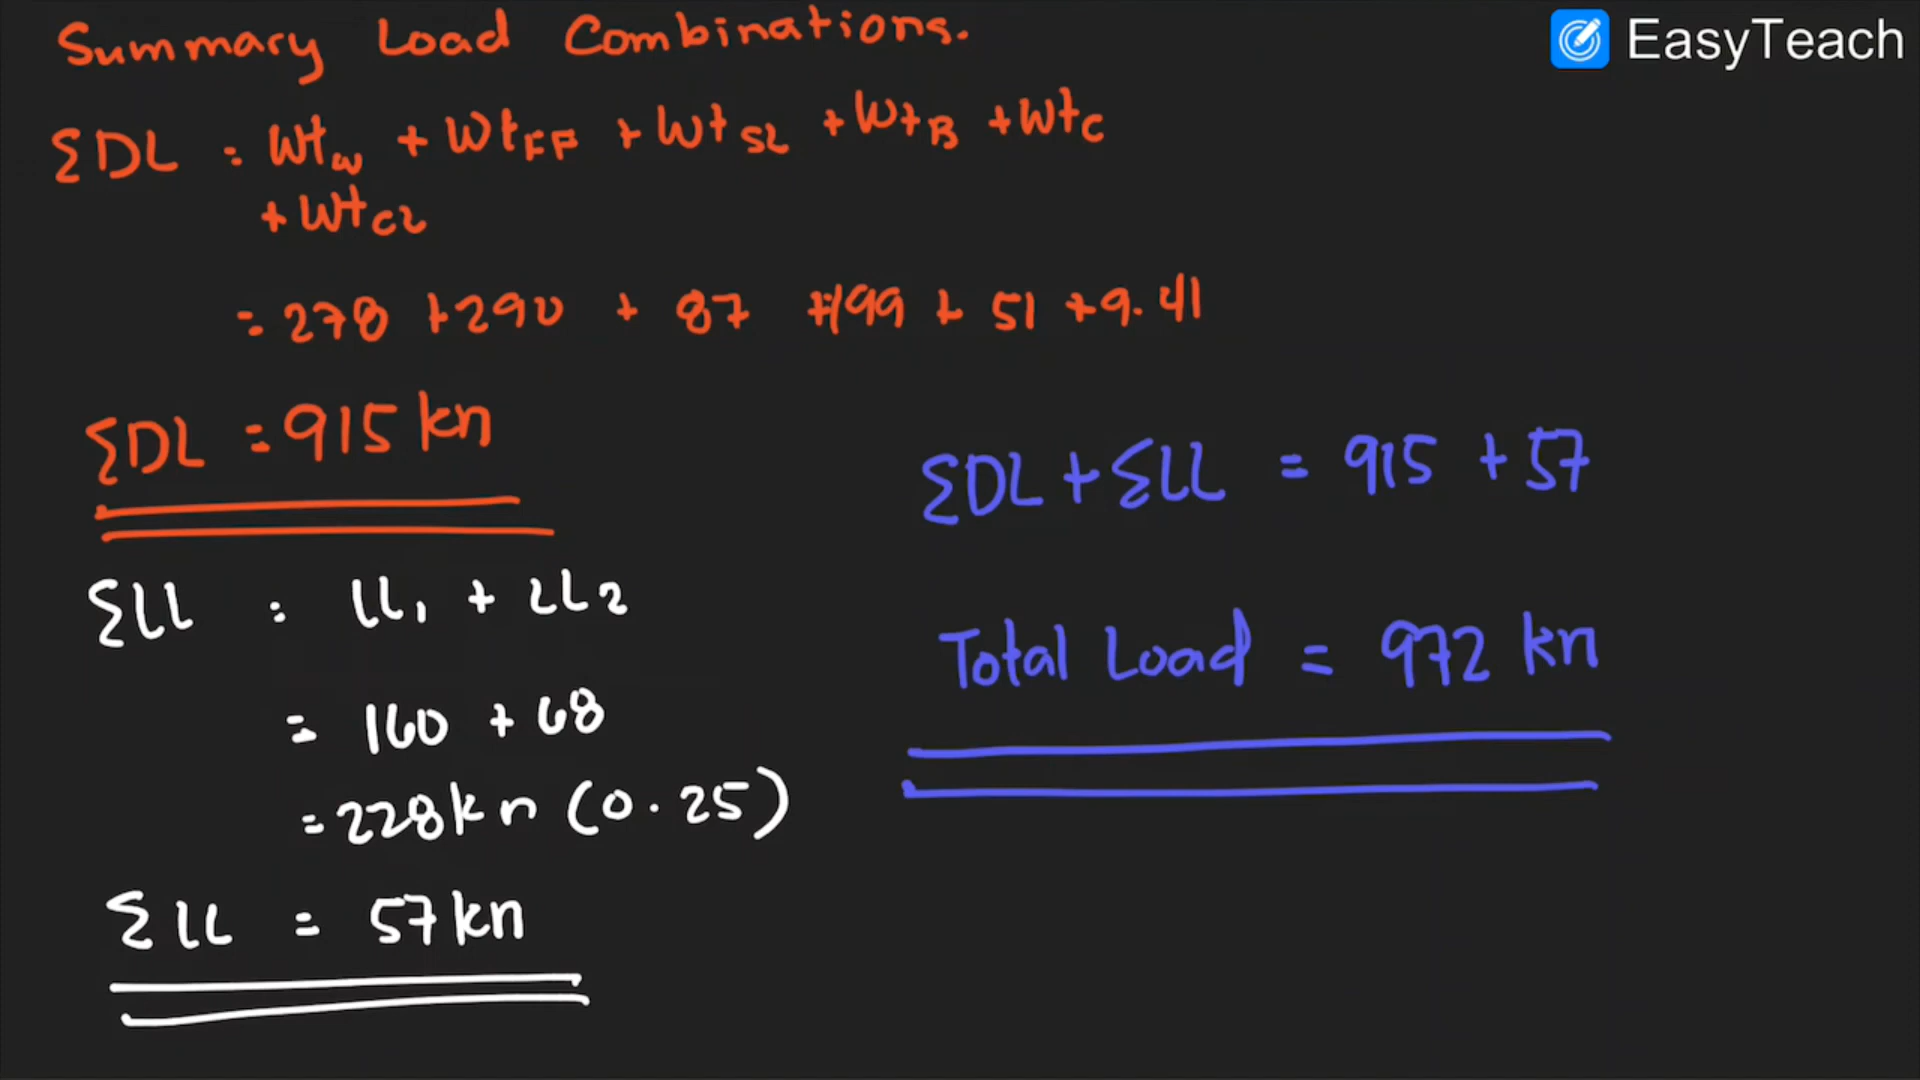 Summary Load Combinations.
EasyTeach
ΣDL = Wtw + WtFF + WtSL + WtB + Wtc
+ Wtc2
= 278 + 290 + 87 + 199 + 51 + 9.41
ΣDL = 915 kn
ΣDL + ΣLL = 915 + 57
ΣLL = LL1 + LL2
Total Load = 972 kn
= 160 + 68
= 228 kn (0.25)
ΣLL = 57 kn